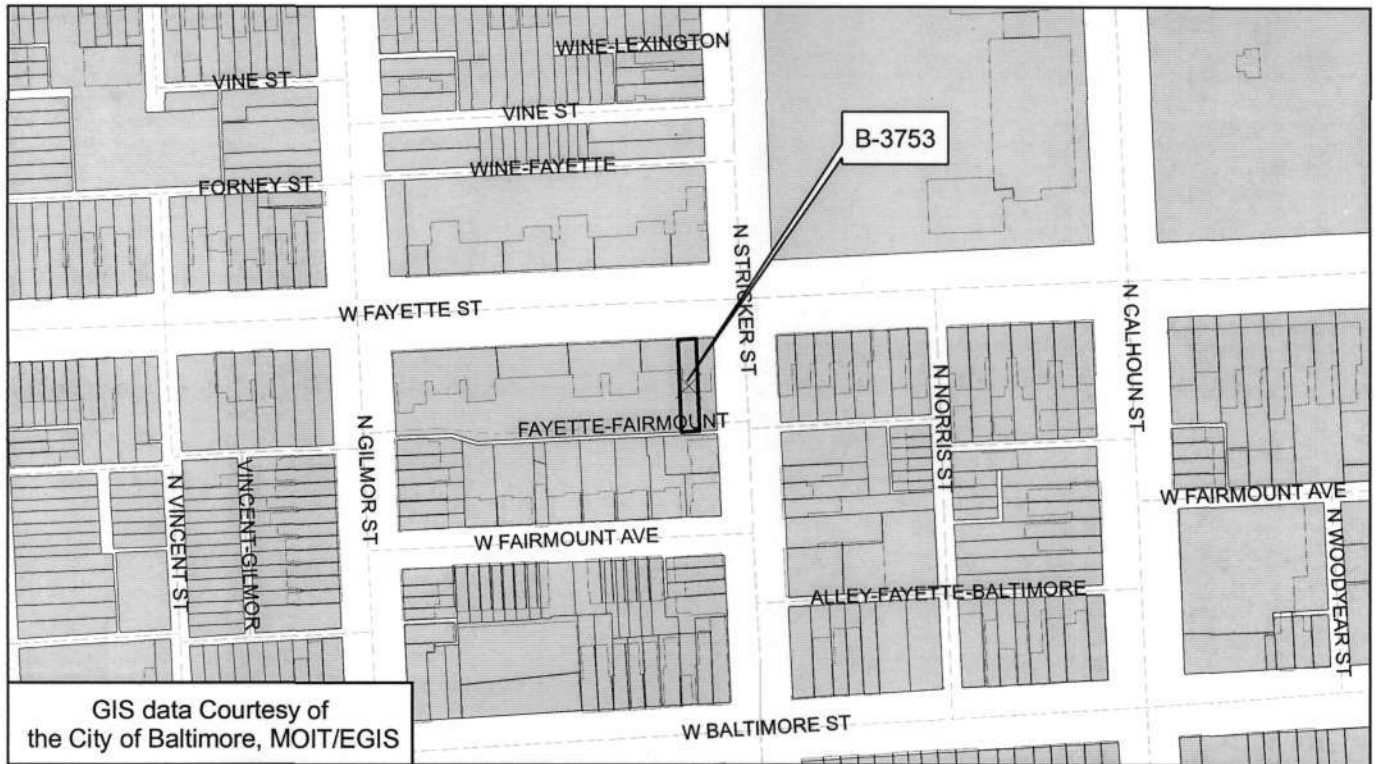 WINE-LEXINGTON
VINE ST
VINE ST
B-3753
WINE-FAYETTE
FORNEY ST
N STRICKER ST
W FAYETTE ST
N CALHOUN ST
N NORRIS ST
FAYETTE-FAIRMOUNT
N GILMOR ST
VINCENT-GILMOR
N VINCENT ST
W FAIRMOUNT AVE
W FAIRMOUNT AVE
N WOODYEAR ST
ALLEY-FAYETTE-BALTIMORE
W BALTIMORE ST
GIS data Courtesy of
the City of Baltimore, MOIT/EGIS